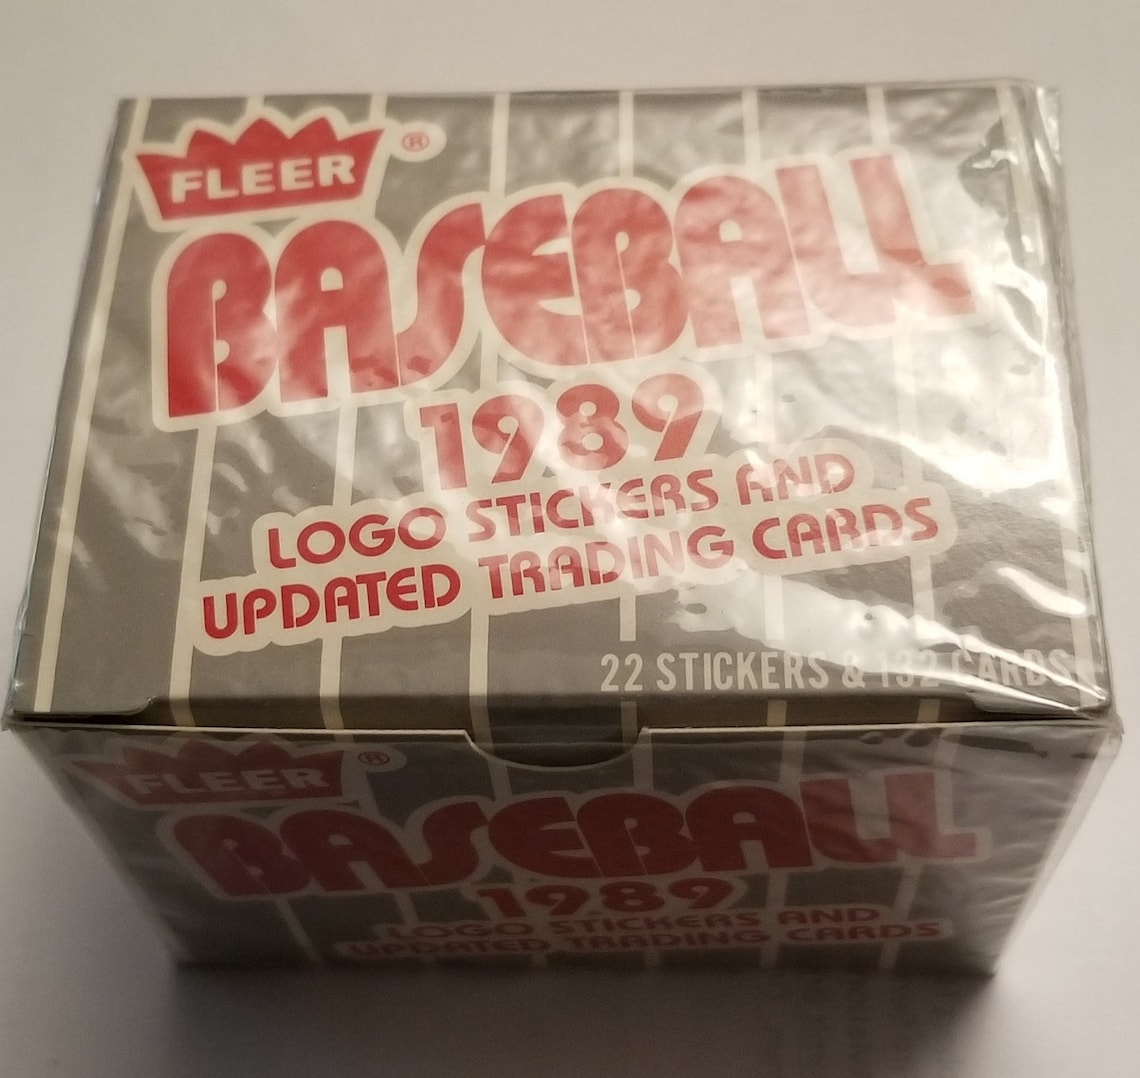 FLEER ®
BASEBALL
1989
LOGO STICKERS AND
UPDATED TRADING CARDS
22 STICKERS & 132 CARDS
FLEER ®
BASEBALL
1989
LOGO STICKERS AND
UPDATED TRADING CARDS